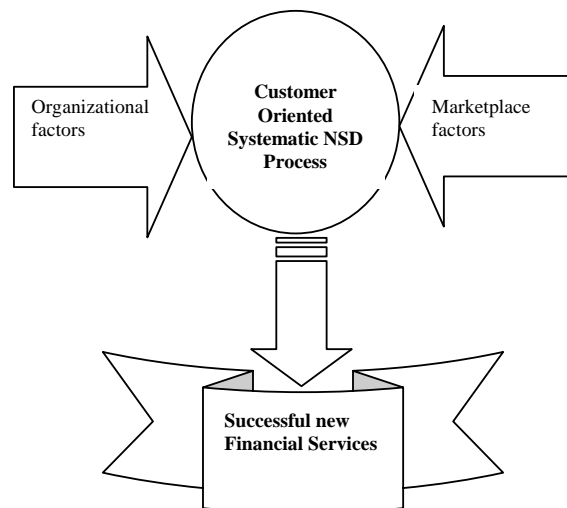 Organizational
factors
Customer
Oriented
Systematic NSD
Process
Marketplace
factors
Successful new
Financial Services